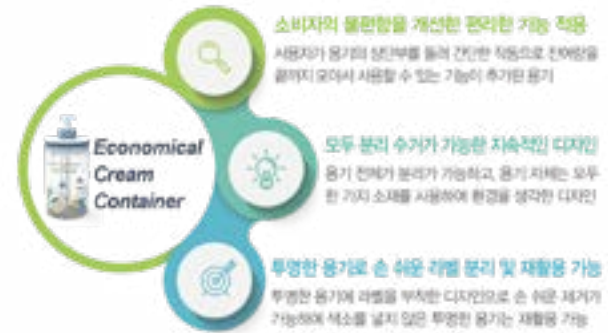 소비자의 불편함을 개선한 편리한 기능 적용
사용자가 용기의 상단부를 돌려 간단한 작동으로 잔여량을
끝까지 모아서 사용할 수 있는 기능이 추가된 용기
Economical
Cream
Container
모두 분리 수거가 가능한 지속적인 디자인
용기 전체가 분리가 가능하고, 용기 자체는 모두
한 가지 소재를 사용하여 환경을 생각한 디자인
투명한 용기로 손 쉬운 라벨 분리 및 재활용 가능
투명한 용기에 라벨을 부착한 디자인으로 손 쉬운 제거가
가능하며 색소를 넣지 않은 투명한 용기는 재활용 가능